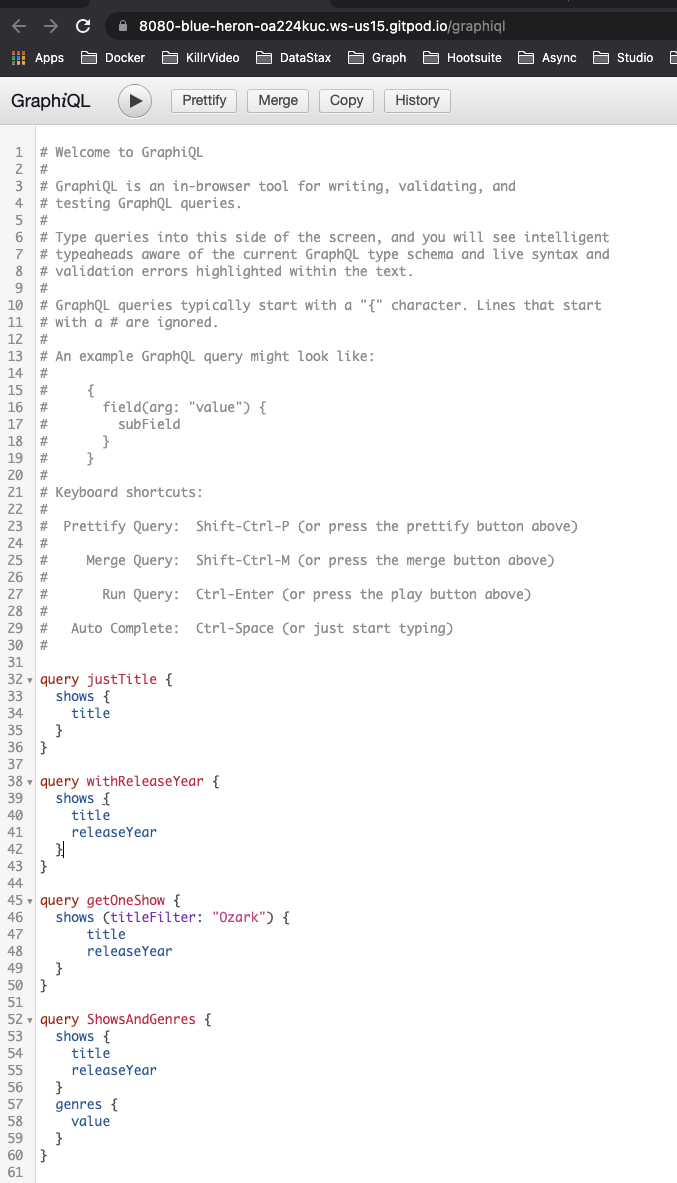 8080-blue-heron-oa224kuc.ws-us15.gitpod.io/graphiql
Apps Docker KillrVideo DataStax Graph Hootsuite Async Studio
GraphiQL Prettify Merge Copy History
1 # Welcome to GraphiQL
2 #
3 # GraphiQL is an in-browser tool for writing, validating, and
4 # testing GraphQL queries.
5 #
6 # Type queries into this side of the screen, and you will see intelligent
7 # typeaheads aware of the current GraphQL type schema and live syntax and
8 # validation errors highlighted within the text.
9 #
10 # GraphQL queries typically start with a "{" character. Lines that start
11 # with a # are ignored.
12 #
13 # An example GraphQL query might look like:
14 #
15 #     {
16 #       field(arg: "value") {
17 #         subField
18 #       }
19 #     }
20 #
21 # Keyboard shortcuts:
22 #
23 #  Prettify Query:  Shift-Ctrl-P (or press the prettify button above)
24 #
25 #     Merge Query:  Shift-Ctrl-M (or press the merge button above)
26 #
27 #       Run Query:  Ctrl-Enter (or press the play button above)
28 #
29 #   Auto Complete:  Ctrl-Space (or just start typing)
30 #
31
32 query justTitle {
33   shows {
34     title
35   }
36 }
37
38 query withReleaseYear {
39   shows {
40     title
41     releaseYear
42   }
43 }
44
45 query getOneShow {
46   shows (titleFilter: "Ozark") {
47       title
48       releaseYear
49   }
50 }
51
52 query ShowsAndGenres {
53   shows {
54     title
55     releaseYear
56   }
57   genres {
58     value
59   }
60 }
61